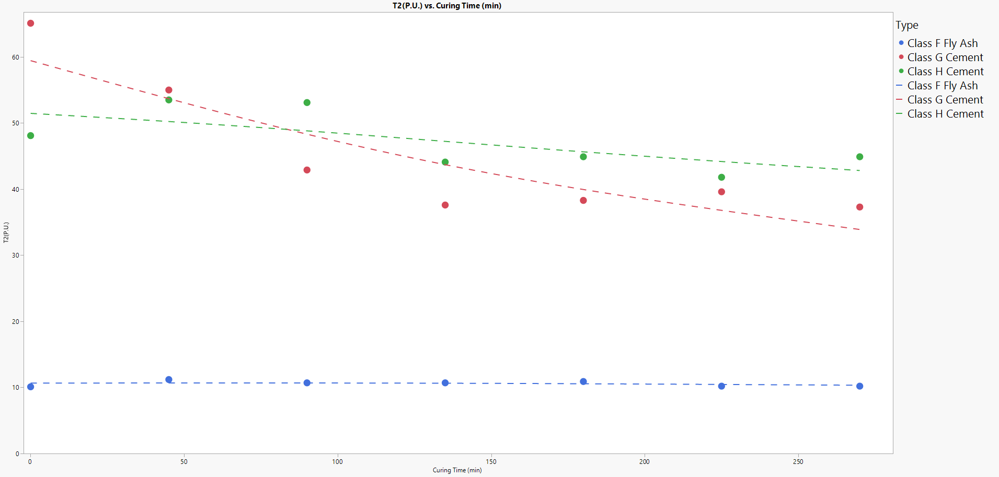 T2(P.U.) vs. Curing Time (min)
Type
Class F Fly Ash
Class G Cement
Class H Cement
Class F Fly Ash
Class G Cement
Class H Cement
T2(P.U.)
60
50
40
30
20
10
0
0 50 100 150 200 250
Curing Time (min)